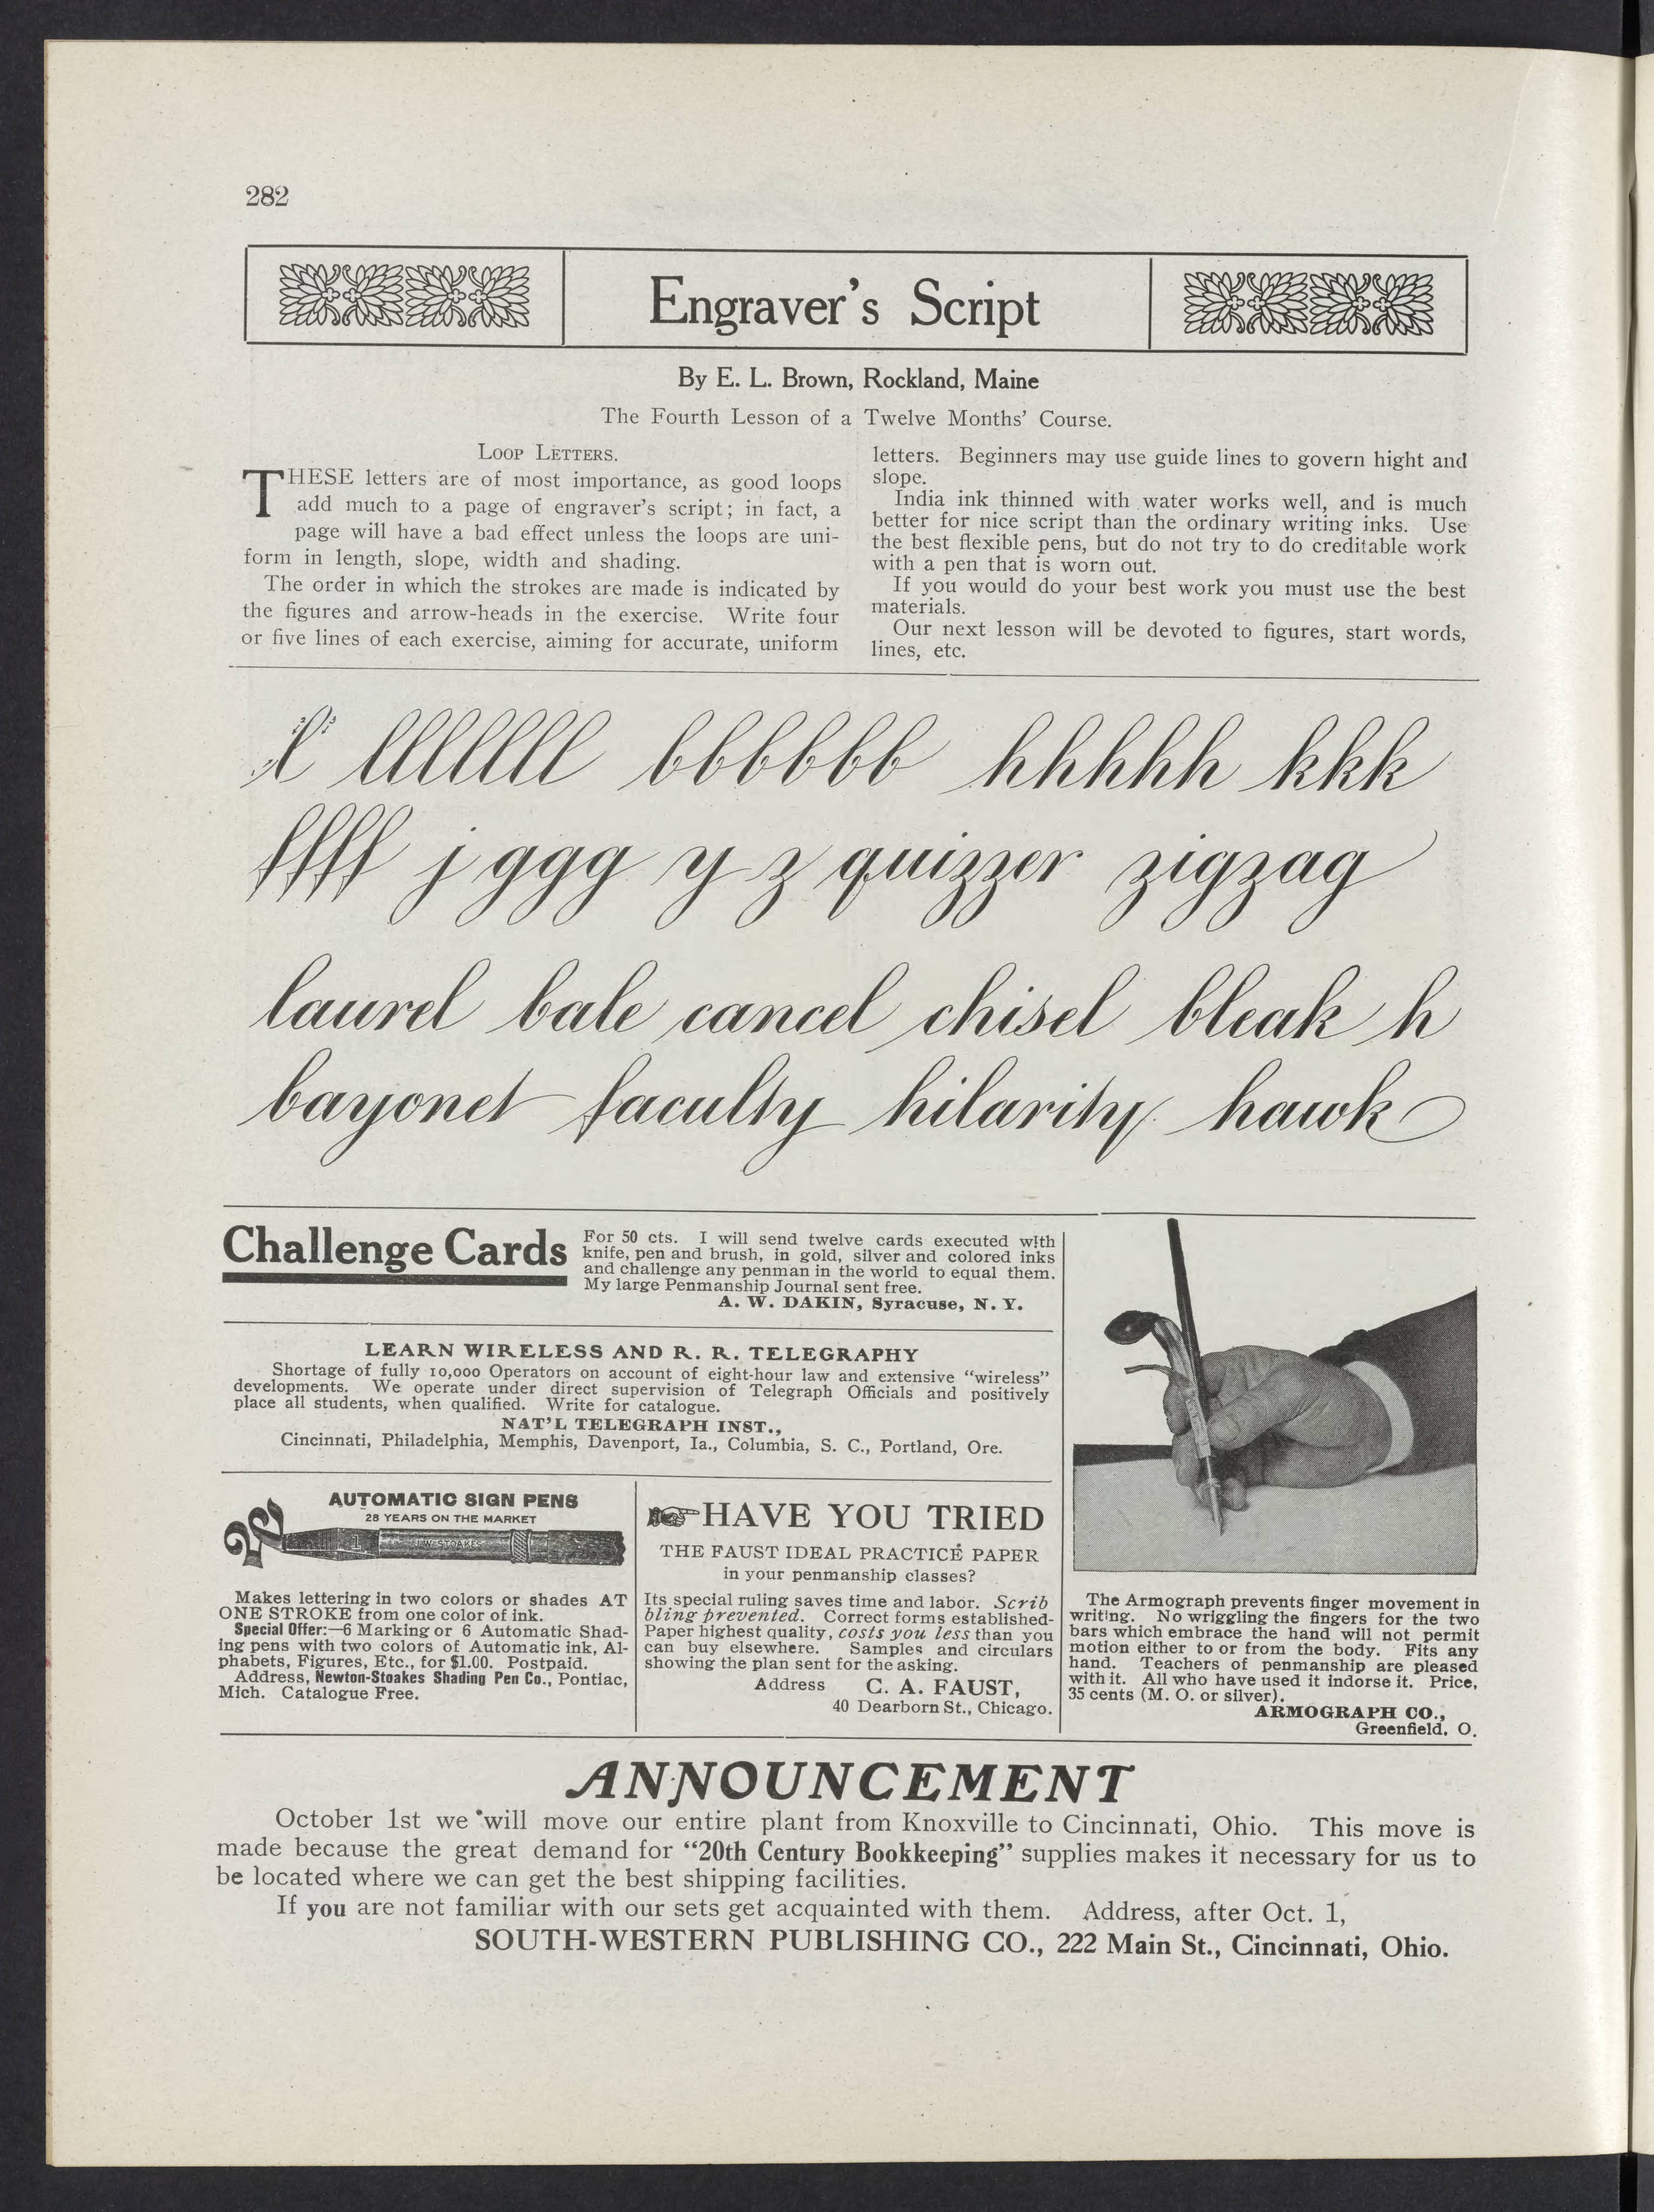 282
Engraver's Script
By E. L. Brown, Rockland, Maine
The Fourth Lesson of a Twelve Months' Course.
LOOP LETTERS.
THESE letters are of most importance, as good loops
add much to a page of engraver's script; in fact, a
page will have a bad effect unless the loops are uni-
form in length, slope, width and shading.
The order in which the strokes are made is indicated by
the figures and arrow-heads in the exercise. Write four
or five lines of each exercise, aiming for accurate, uniform
letters. Beginners may use guide lines to govern hight and
slope.
India ink thinned with water works well, and is much
better for nice script than the ordinary writing inks. Use
the best flexible pens, but do not try to do creditable work
with a pen that is worn out.
If you would do your best work you must use the best
materials.
Our next lesson will be devoted to figures, start words,
lines, etc.
l lllllll bbbbbb hhhhh kkk
ffff j ggg y z quizzer zigzag
laurel bale cancel chisel bleak h
bayonet faculty hilarity hawk
Challenge Cards
For 50 cts. I will send twelve cards executed with
knife, pen and brush, in gold, silver and colored inks
and challenge any penman in the world to equal them.
My large Penmanship Journal sent free.
A. W. DAKIN, Syracuse, N. Y.
LEARN WIRELESS AND R. R. TELEGRAPHY
Shortage of fully 10,000 Operators on account of eight-hour law and extensive "wireless"
developments. We operate under direct supervision of Telegraph Officials and positively
place all students, when qualified. Write for catalogue.
NAT'L TELEGRAPH INST.,
Cincinnati, Philadelphia, Memphis, Davenport, Ia., Columbia, S. C., Portland, Ore.
AUTOMATIC SIGN PENS
28 YEARS ON THE MARKET
1 J.W. STOAKES
Makes lettering in two colors or shades AT
ONE STROKE from one color of ink.
Special Offer:—6 Marking or 6 Automatic Shad-
ing pens with two colors of Automatic ink, Al-
phabets, Figures, Etc., for $1.00. Postpaid.
Address, Newton-Stoakes Shading Pen Co., Pontiac,
Mich. Catalogue Free.
HAVE YOU TRIED
THE FAUST IDEAL PRACTICE PAPER
in your penmanship classes?
Its special ruling saves time and labor. Scrib
bling prevented. Correct forms established-
Paper highest quality, costs you less than you
can buy elsewhere. Samples and circulars
showing the plan sent for the asking.
Address C. A. FAUST,
40 Dearborn St., Chicago.
The Armograph prevents finger movement in
writing. No wriggling the fingers for the two
bars which embrace the hand will not permit
motion either to or from the body. Fits any
hand. Teachers of penmanship are pleased
with it. All who have used it indorse it. Price,
35 cents (M. O. or silver).
ARMOGRAPH CO.,
Greenfield, O.
ANNOUNCEMENT
October 1st we will move our entire plant from Knoxville to Cincinnati, Ohio. This move is
made because the great demand for "20th Century Bookkeeping" supplies makes it necessary for us to
be located where we can get the best shipping facilities.
If you are not familiar with our sets get acquainted with them. Address, after Oct. 1,
SOUTH-WESTERN PUBLISHING CO., 222 Main St., Cincinnati, Ohio.